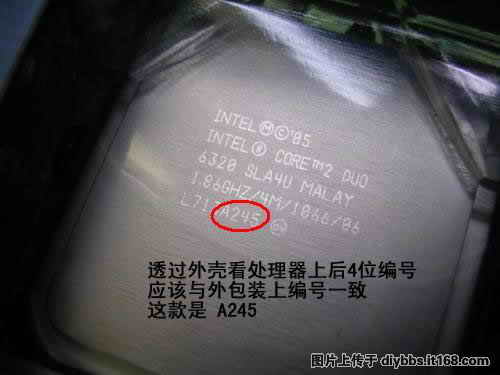 INTEL Ⓜ©'05
INTEL® CORE™2 DUO
6320 SLA4U MALAY
1.86GHZ/4M/1066/06
A245
透过外壳看处理器上后4位编号
应该与外包装上编号一致
这款是 A245
图片上传于 diybbs.it168.com